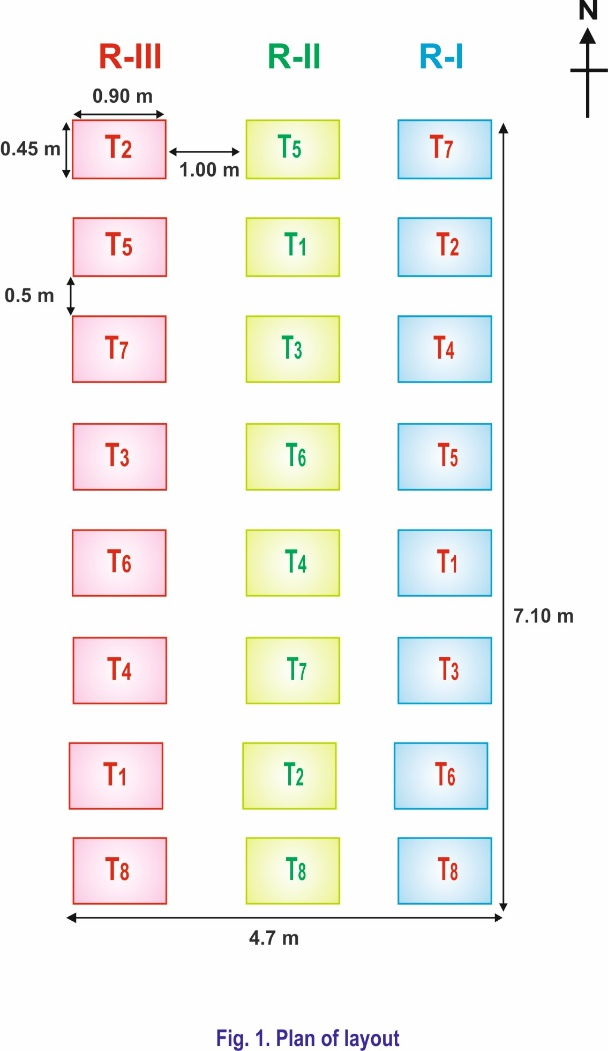 N
R-III R-II R-I
0.90 m
0.45 m T2 1.00 m T5 T7
T5 T1 T2
0.5 m
T7 T3 T4
T3 T6 T5
T6 T4 T1
7.10 m
T4 T7 T3
T1 T2 T6
T8 T8 T8
4.7 m
Fig. 1. Plan of layout